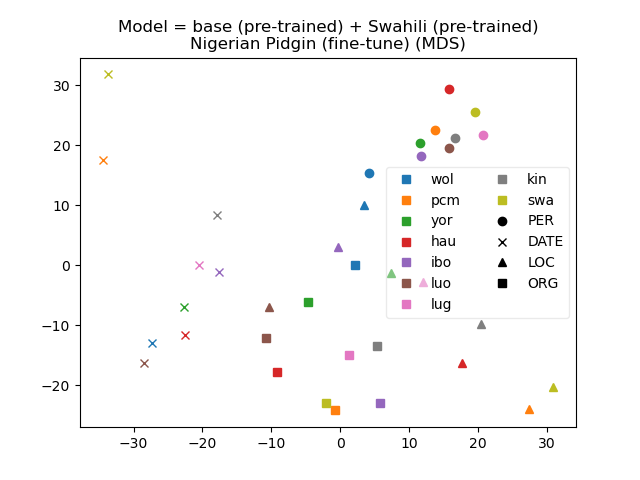 Model = base (pre-trained) + Swahili (pre-trained)
Nigerian Pidgin (fine-tune) (MDS)
30
20
10
0
−10
−20
−30
−20
−10
0
10
20
30
wol
pcm
yor
hau
ibo
luo
lug
kin
swa
PER
DATE
LOC
ORG